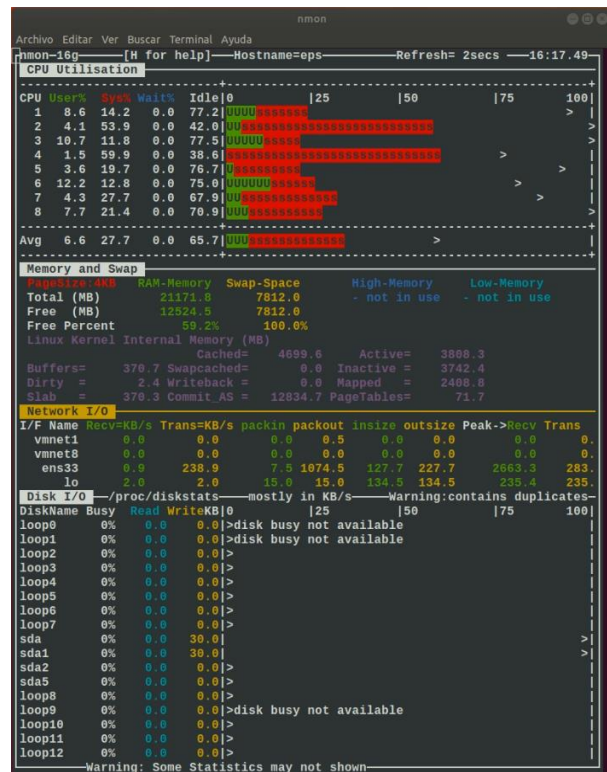 nmon
Archivo Editar Ver Buscar Terminal Ayuda
nmon—16g——[H for help]—Hostname=eps——Refresh= 2secs —16:17.49
CPU Utilisation
CPU User% Sys% Wait% Idle|0 |25 |50 |75 100|
1 8.6 14.2 0.0 77.2|UUUUsssssss >
2 4.1 53.9 0.0 42.0|UUssssssssssssssssssssssssss >
3 10.7 11.8 0.0 77.5|UUUUUsssss >
4 1.5 59.9 0.0 38.6|sssssssssssssssssssssssssssss >
5 3.6 19.7 0.0 76.7|Usssssssss >
6 12.2 12.8 0.0 75.0|UUUUUUssssss >
7 4.3 27.7 0.0 67.9|UUsssssssssssss >
8 7.7 21.4 0.0 70.9|UUUssssssssss >
Avg 6.6 27.7 0.0 65.7|UUUsssssssssssss >
Memory and Swap
PageSize:4KB RAM-Memory Swap-Space High-Memory Low-Memory
Total (MB) 21171.8 7812.0 - not in use - not in use
Free (MB) 12524.5 7812.0
Free Percent 59.2% 100.0%
Linux Kernel Internal Memory (MB)
Cached= 4699.6 Active= 3808.3
Buffers= 370.7 Swapcached= 0.0 Inactive = 3742.4
Dirty = 2.4 Writeback = 0.0 Mapped = 2408.8
Slab = 370.3 Commit_AS = 12834.7 PageTables= 71.7
Network I/O
I/F Name Recv=KB/s Trans=KB/s packin packout insize outsize Peak->Recv Trans
vmnet1 0.0 0.0 0.0 0.5 0.0 0.0 0.0 0.
vmnet8 0.0 0.0 0.0 0.0 0.0 0.0 0.0 0.
ens33 0.9 238.9 7.5 1074.5 127.7 227.7 2663.3 283.
lo 2.0 2.0 15.0 15.0 134.5 134.5 235.4 235.
Disk I/O —/proc/diskstats——mostly in KB/s——Warning:contains duplicates—
DiskName Busy Read WriteKB|0 |25 |50 |75 100|
loop0 0% 0.0 0.0|>disk busy not available
loop1 0% 0.0 0.0|>disk busy not available
loop2 0% 0.0 0.0|>
loop3 0% 0.0 0.0|>
loop4 0% 0.0 0.0|>
loop5 0% 0.0 0.0|>
loop6 0% 0.0 0.0|>
loop7 0% 0.0 0.0|>
sda 0% 0.0 30.0| >|
sda1 0% 0.0 30.0| >|
sda2 0% 0.0 0.0|>
sda5 0% 0.0 0.0|>
loop8 0% 0.0 0.0|>
loop9 0% 0.0 0.0|>disk busy not available
loop10 0% 0.0 0.0|>
loop11 0% 0.0 0.0|>
loop12 0% 0.0 0.0|>
Warning: Some Statistics may not shown